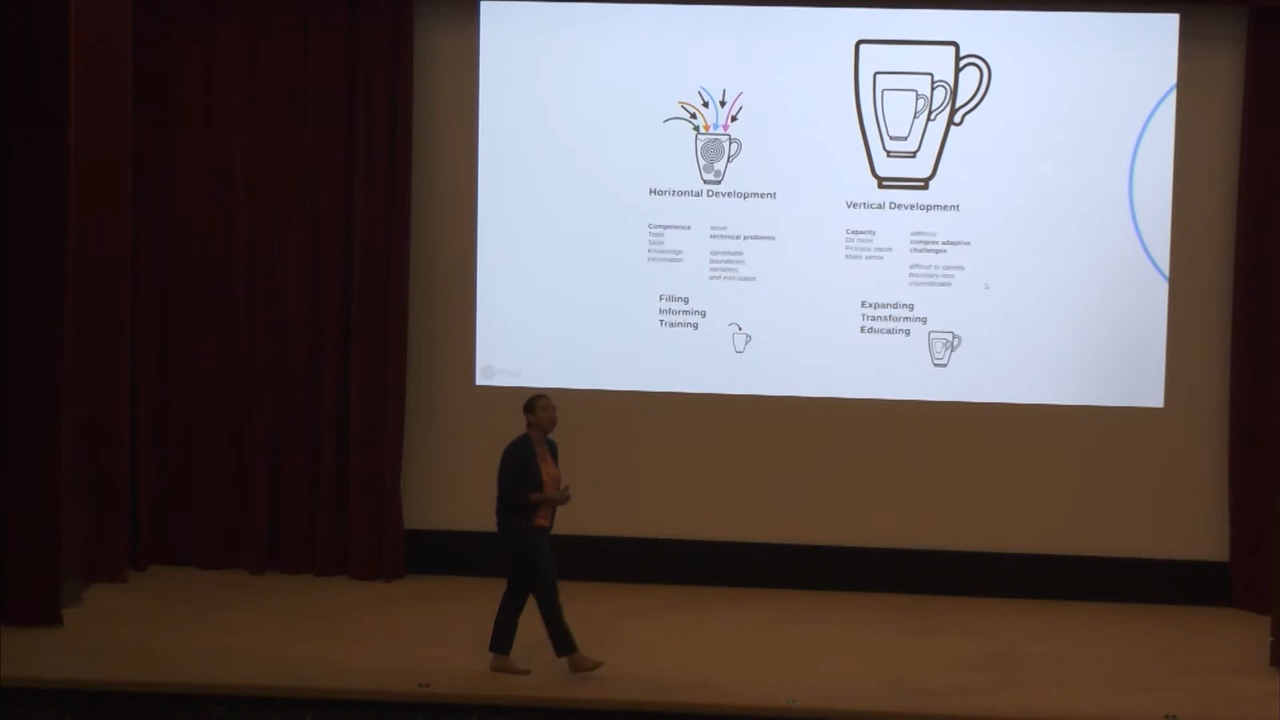 Horizontal Development
Competence
Tools
Skills
Knowledge
Information
solve
technical problems
identifiable
boundaries,
variables,
and end-states
Filling
Informing
Training
Vertical Development
Capacity
Do more
Process inputs
Make sense
address
complex adaptive
challenges
difficult to identify,
boundary-less,
unpredictable
Expanding
Transforming
Educating